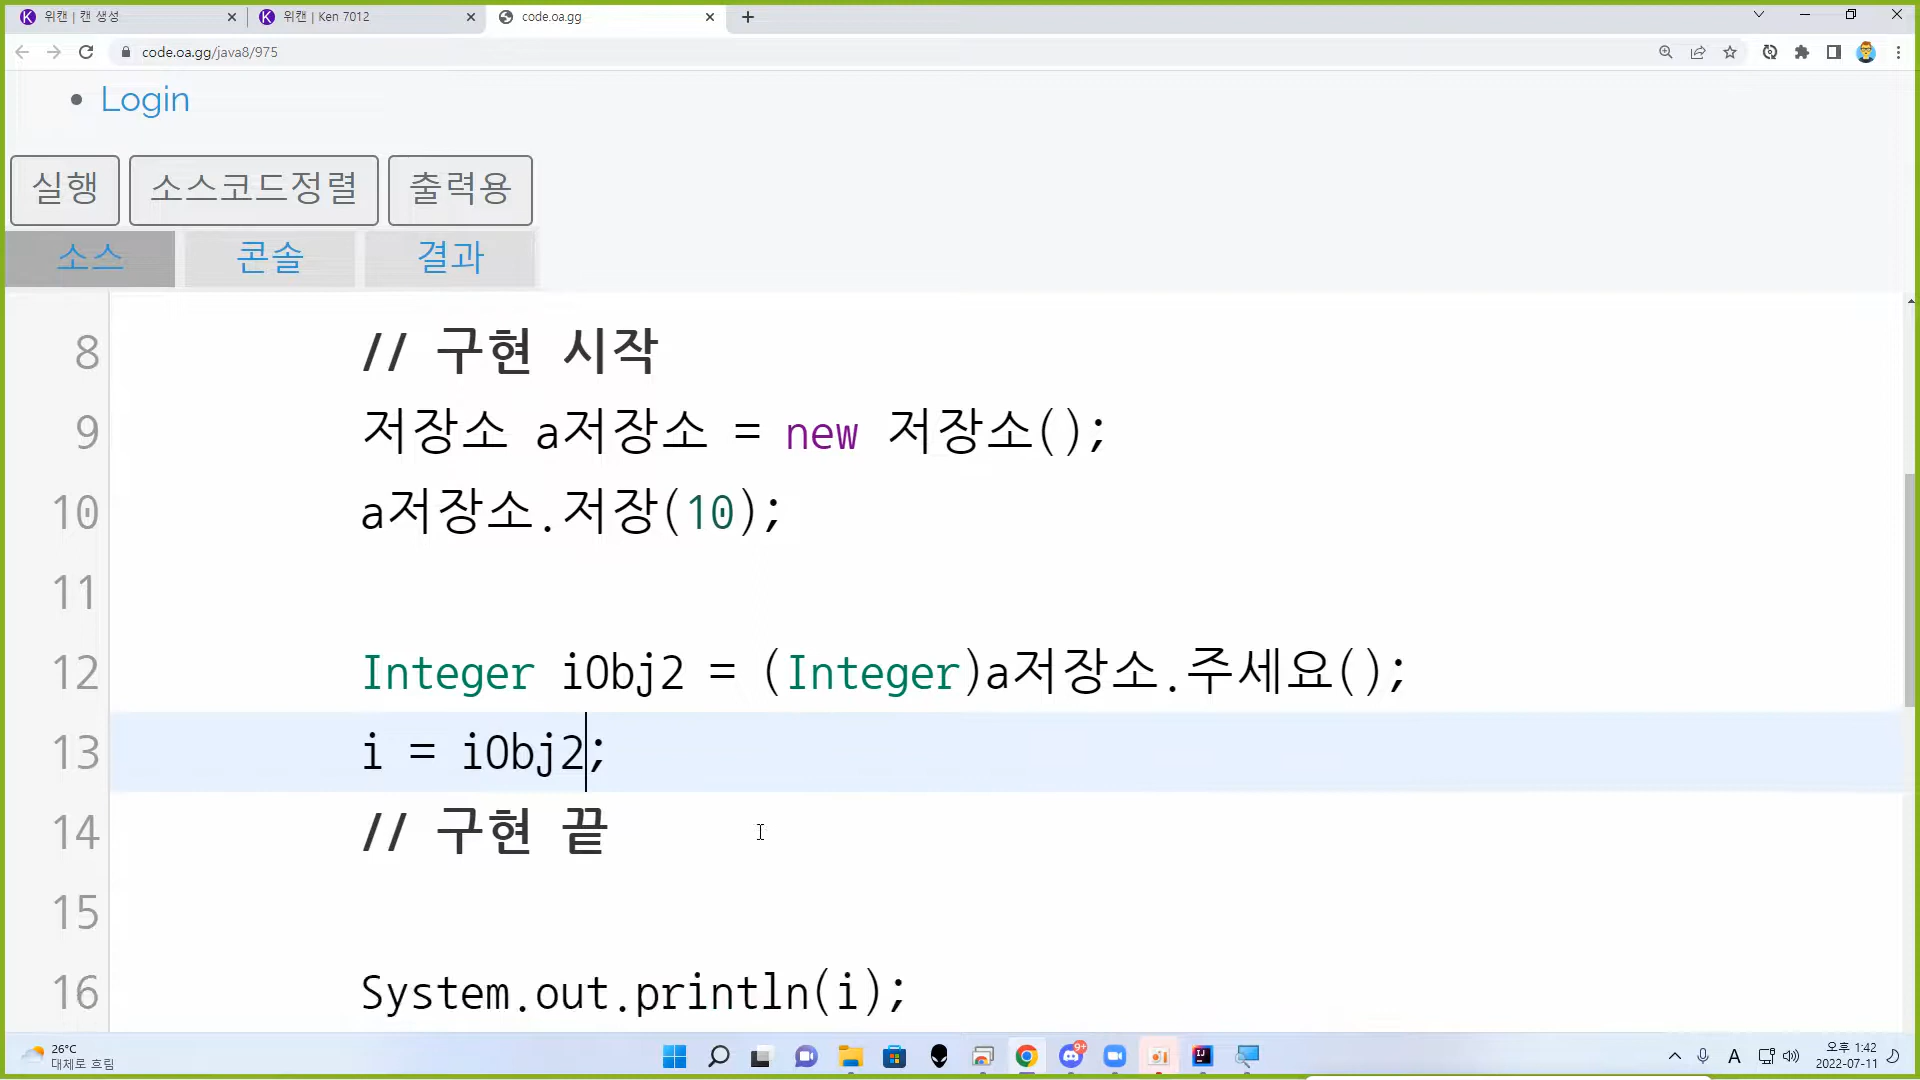 위캔 | 캔 생성
위캔 | Ken 7012
code.oa.gg
code.oa.gg/java8/975
Login
실행
소스코드정렬
출력용
소스
콘솔
결과
8 // 구현 시작
9 저장소 a저장소 = new 저장소();
10 a저장소.저장(10);
11
12 Integer iObj2 = (Integer)a저장소.주세요();
13 i = iObj2;
14 // 구현 끝
15
16 System.out.println(i);
26°C
대체로 흐림
9+
A
오후 1:42
2022-07-11